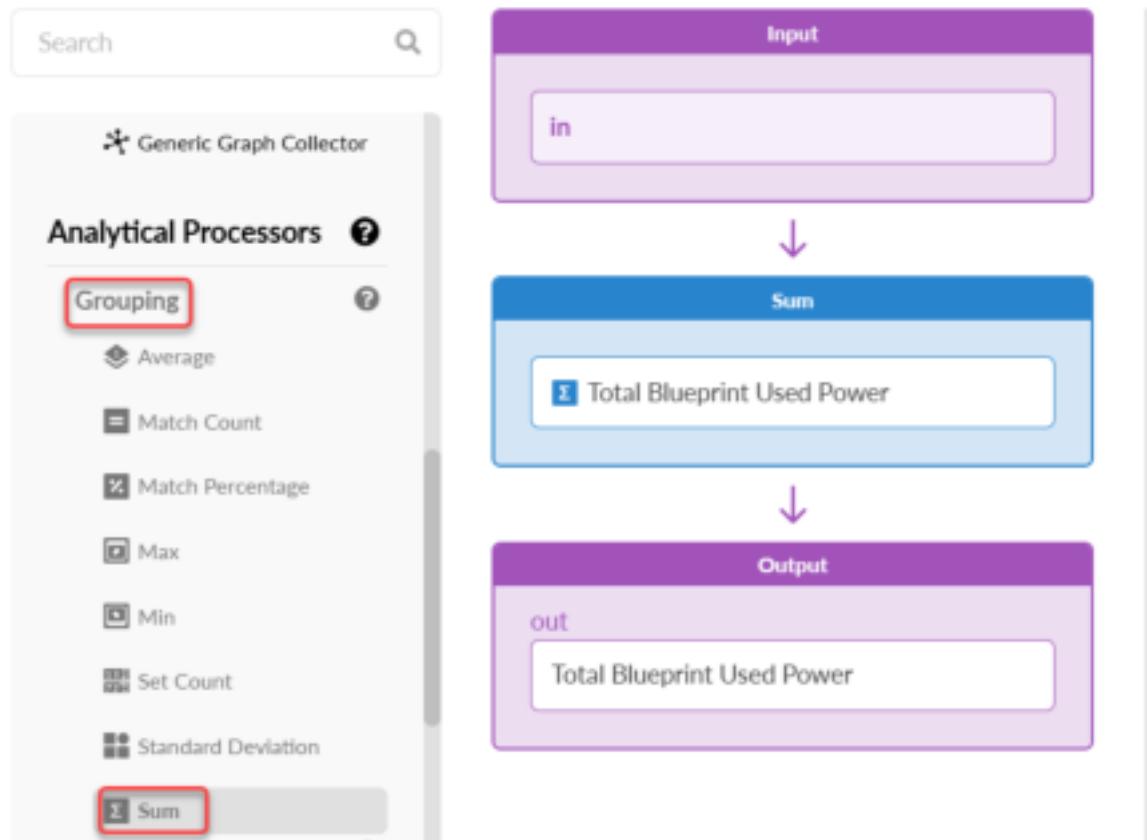 Search
Generic Graph Collector
Analytical Processors
Grouping
Average
Match Count
Match Percentage
Max
Min
Set Count
Standard Deviation
Sum
Input
in
Sum
Total Blueprint Used Power
Output
out
Total Blueprint Used Power